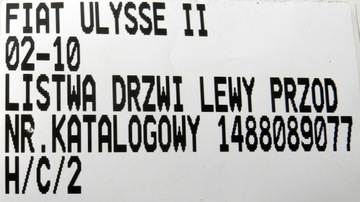 FIAT ULYSSE II
02-10
LISTWA DRZWI LEWY PRZOD
NR.KATALOGOWY 1488089077
H/C/2